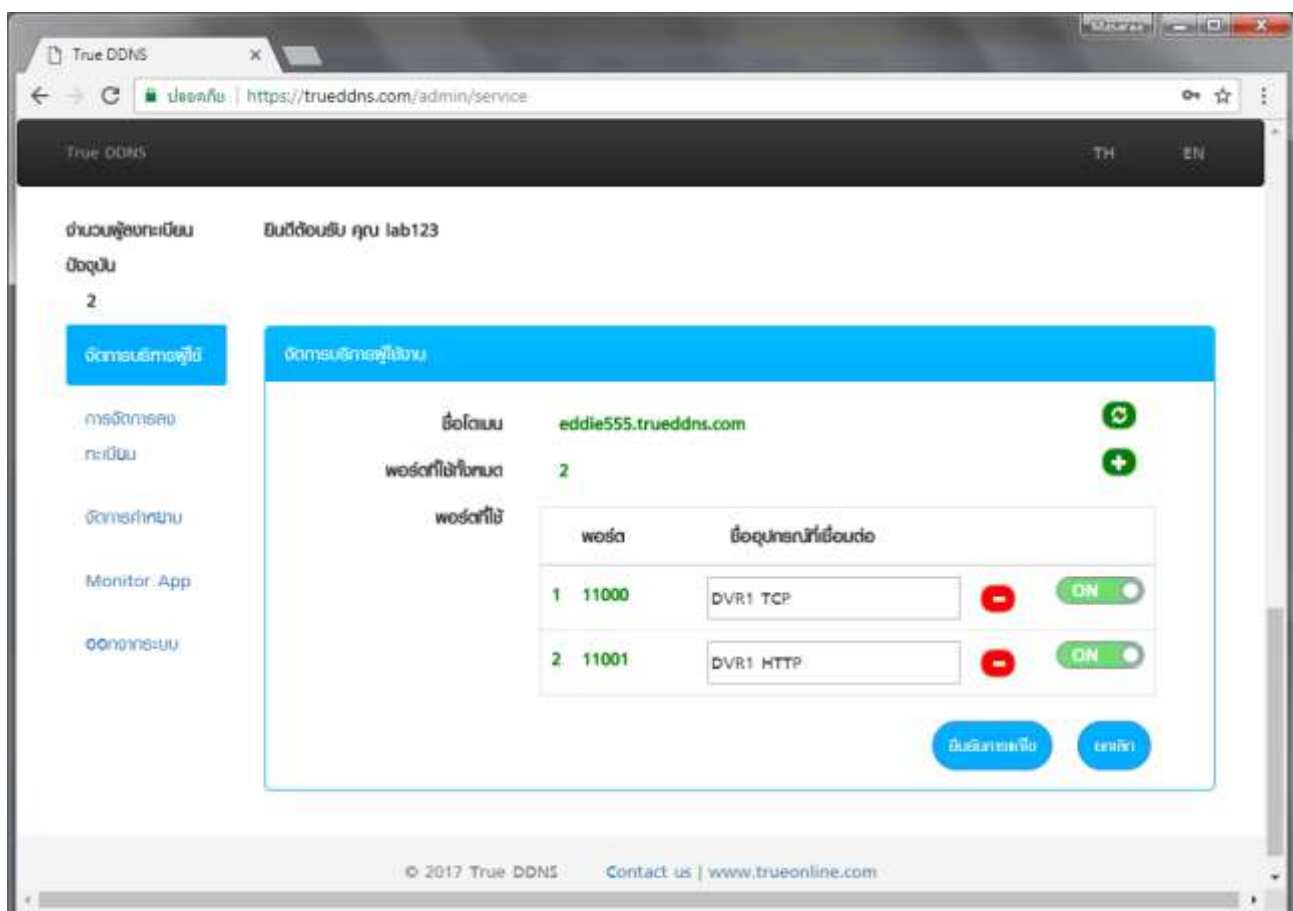 True DDNS
ปลอดภัย https://trueddns.com/admin/service
True DDNS TH EN
จำนวนผู้ลงทะเบียน
ปัจจุบัน
2
ยินดีต้อนรับ คุณ lab123
จัดการบริการผู้ใช้
การจัดการลง
ทะเบียน
จัดการคำหยาบ
Monitor App
ออกจากระบบ
จัดการบริการผู้ใช้งาน
ชื่อโดเมน eddie555.trueddns.com
พอร์ตที่ใช้ทั้งหมด 2
พอร์ตที่ใช้
พอร์ต ชื่ออุปกรณ์ที่เชื่อมต่อ
1 11000 DVR1 TCP ON
2 11001 DVR1 HTTP ON
ยืนยันการแก้ไข ยกเลิก
© 2017 True DDNS Contact us | www.trueonline.com